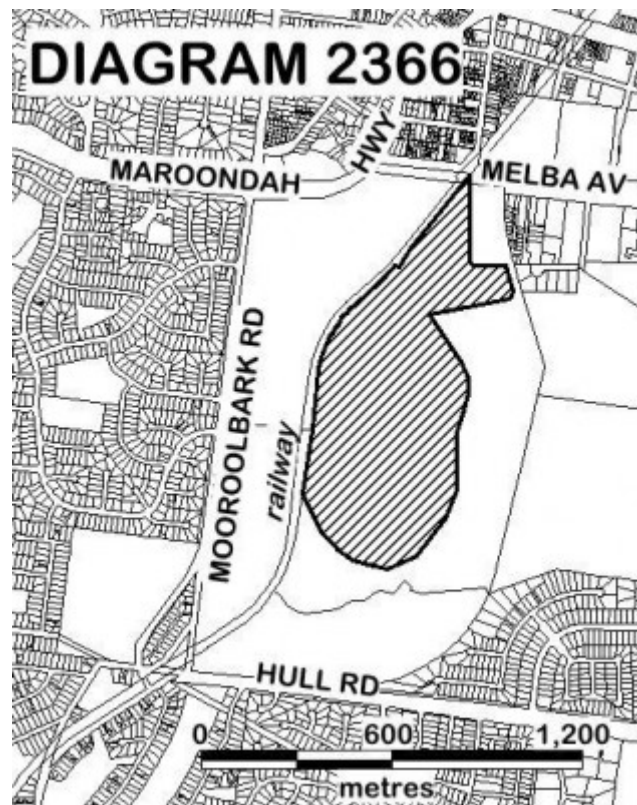 DIAGRAM 2366
MAROONDAH
HWY
MELBA AV
MOOROOLBARK RD
railway
HULL RD
0 600 1,200
metres